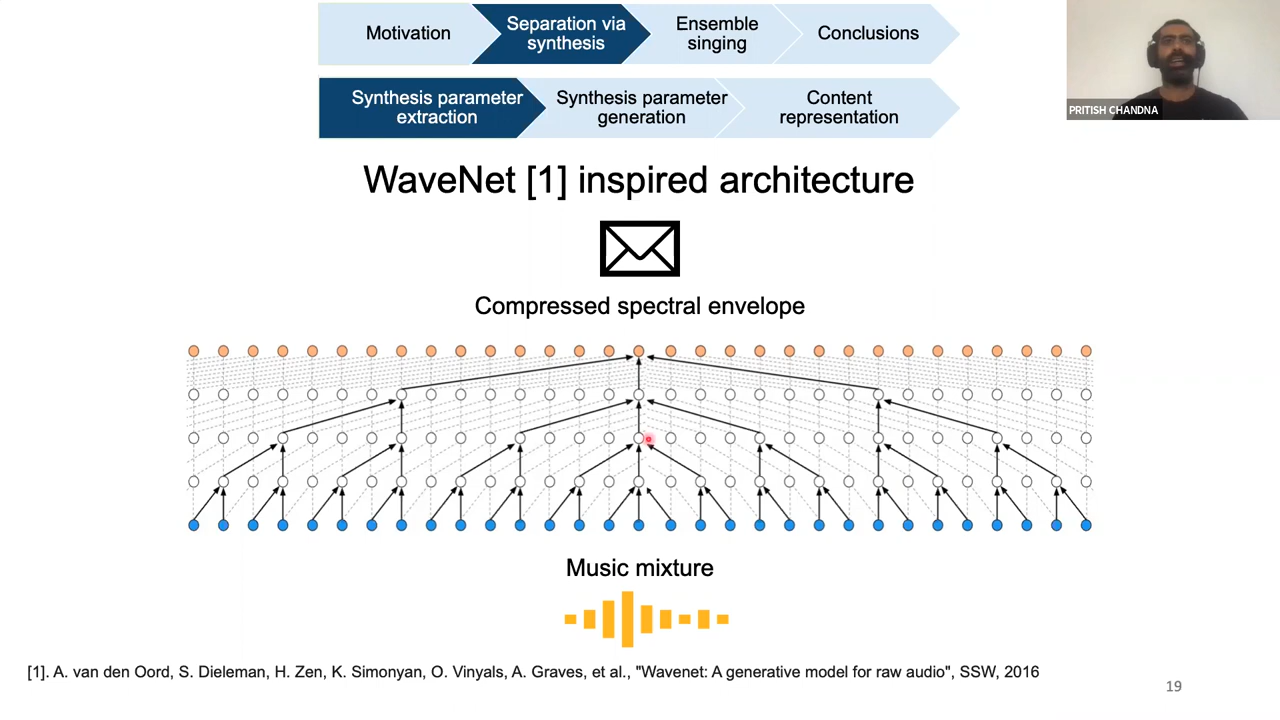 Motivation
Separation via
synthesis
Ensemble
singing
Conclusions
Synthesis parameter
extraction
Synthesis parameter
generation
Content
representation
PRITISH CHANDNA
WaveNet [1] inspired architecture
Compressed spectral envelope
Music mixture
[1]. A. van den Oord, S. Dieleman, H. Zen, K. Simonyan, O. Vinyals, A. Graves, et al., "Wavenet: A generative model for raw audio", SSW, 2016
19